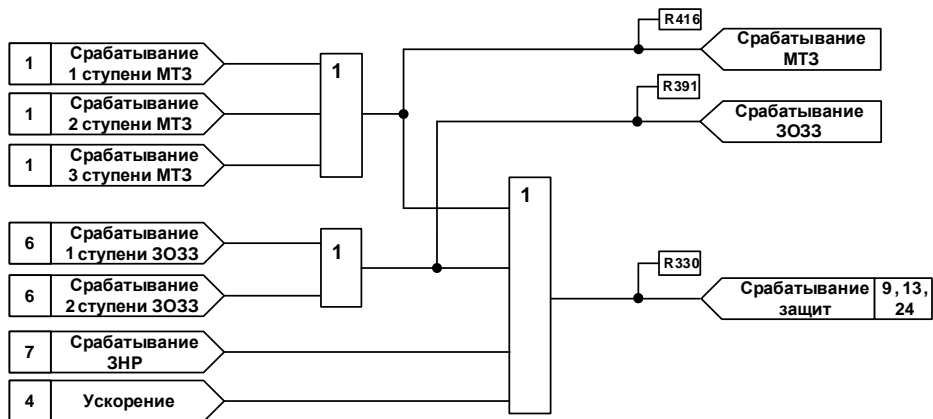 R416
Срабатывание
МТЗ
1
Срабатывание
1 ступени МТЗ
1
R391
1
Срабатывание
2 ступени МТЗ
Срабатывание
ЗОЗЗ
1
Срабатывание
3 ступени МТЗ
1
6
Срабатывание
1 ступени ЗОЗЗ
1
R330
6
Срабатывание
2 ступени ЗОЗЗ
Срабатывание
защит
9, 13,
24
7
Срабатывание
ЗНР
4
Ускорение